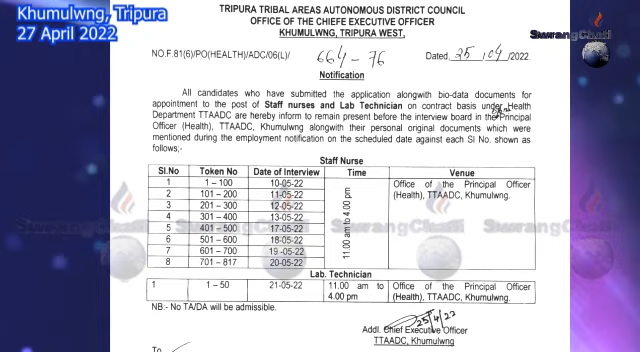 Khumulwng, Tripura
27 April 2022
SwrangChati
TRIPURA TRIBAL AREAS AUTONOMOUS DISTRICT COUNCIL
OFFICE OF THE CHIEF EXECUTIVE OFFICER
KHUMULWNG, TRIPURA WEST.
NO.F.81(6)/PO(HEALTH)/ADC/06(L)/ 664-76 Dated, 25/04/2022.
Notification
All candidates who have submitted the application alongwith bio-data documents for
appointment to the post of Staff nurses and Lab Technician on contract basis under Health
Department TTAADC are hereby inform to remain present before the interview board in the Principal
Officer (Health), TTAADC, Khumulwng alongwith their personal original documents which were
mentioned during the employment notification on the scheduled date against each Sl No. shown as
follows;-
Staff Nurse
Sl.No Token No Date of Interview Time Venue
1 1 – 100 10-05-22 11.00 am to 4.00 pm Office of the Principal Officer
2 101 – 200 11-05-22 (Health), TTAADC, Khumulwng.
3 201 – 300 12-05-22
4 301 – 400 13-05-22
5 401 – 500 17-05-22
6 501 – 600 18-05-22
7 601 – 700 19-05-22
8 701 – 817 20-05-22
Lab. Technician
1 1 – 50 21-05-22 11.00 am to Office of the Principal Officer
4.00 pm (Health), TTAADC, Khumulwng.
NB:- No TA/DA will be admissible.
25/4/22
Addl. Chief Executive Officer
TTAADC, Khumulwng
To
SwrangChati SwrangChati SwrangChati